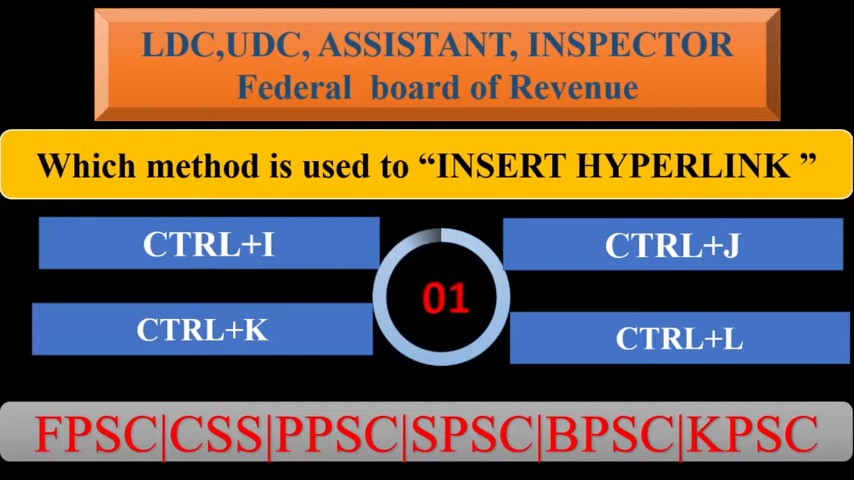 LDC,UDC, ASSISTANT, INSPECTOR
Federal board of Revenue
Which method is used to “INSERT HYPERLINK ”
CTRL+I
CTRL+J
01
CTRL+K
CTRL+L
FPSC|CSS|PPSC|SPSC|BPSC|KPSC